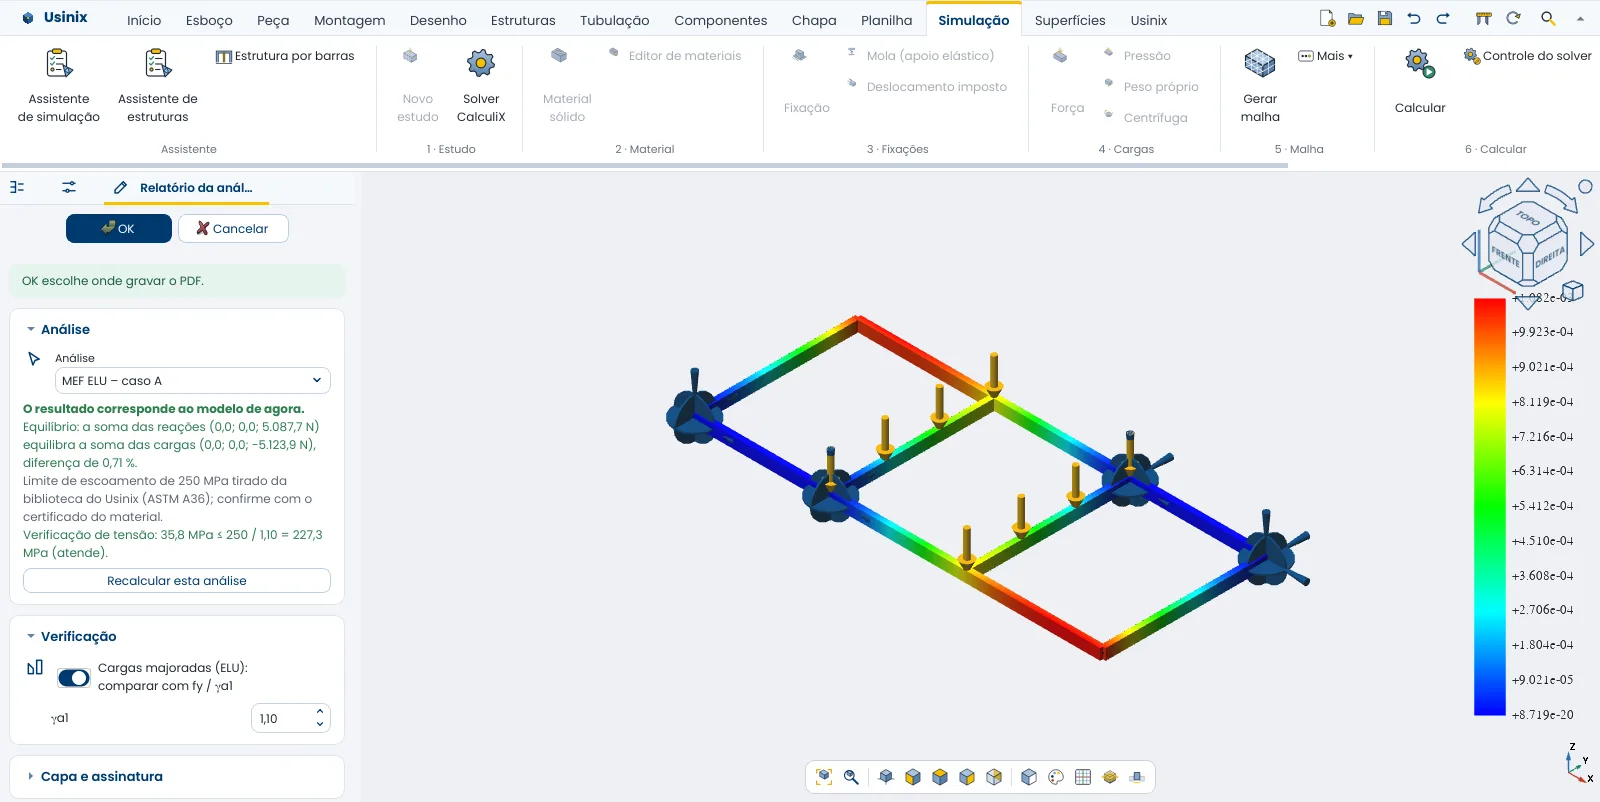 Usinix
Início Esboço Peça Montagem Desenho Estruturas Tubulação Componentes Chapa Planilha Simulação Superfícies Usinix
Assistente de simulação
Assistente de estruturas
Estrutura por barras
Assistente
Novo estudo
Solver CalculiX
1 · Estudo
Material sólido
Editor de materiais
2 · Material
Fixação
Mola (apoio elástico)
Deslocamento imposto
3 · Fixações
Força
Pressão
Peso próprio
Centrífuga
4 · Cargas
Gerar malha
Mais
5 · Malha
Calcular
Controle do solver
6 · Calcular
Relatório da anál...
OK
Cancelar
OK escolhe onde gravar o PDF.
Análise
Análise
MEF ELU – caso A
O resultado corresponde ao modelo de agora.
Equilíbrio: a soma das reações (0,0; 0,0; 5.087,7 N)
equilibra a soma das cargas (0,0; 0,0; −5.123,9 N),
diferença de 0,71 %.
Limite de escoamento de 250 MPa tirado da
biblioteca do Usinix (ASTM A36); confirme com o
certificado do material.
Verificação de tensão: 35,8 MPa ≤ 250 / 1,10 = 227,3
MPa (atende).
Recalcular esta análise
Verificação
Cargas majoradas (ELU):
comparar com fy / γa1
γa1
1,10
Capa e assinatura
TOPO
FRENTE
DIREITA
+9.923e-04
+9.021e-04
+8.119e-04
+7.216e-04
+6.314e-04
+5.412e-04
+4.510e-04
+3.608e-04
+2.706e-04
+1.804e-04
+9.021e-05
+8.719e-20
Z
Y
X